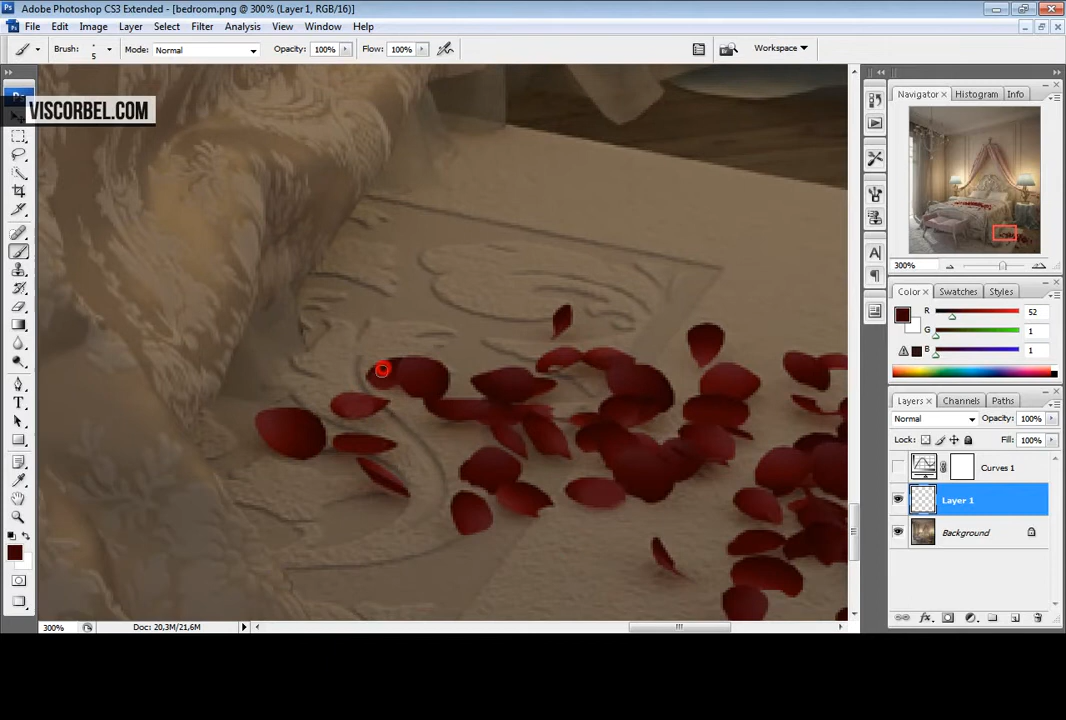 Ps Adobe Photoshop CS3 Extended - [bedroom.png @ 300% (Layer 1, RGB/16)]
File Edit Image Layer Select Filter Analysis View Window Help
Brush: 5 Mode: Normal Opacity: 100% Flow: 100% Workspace
Ps
VISCORBEL.COM
Navigator Histogram Info
300%
Color Swatches Styles
R 52
G 1
B 1
Layers Channels Paths
Normal Opacity: 100%
Lock: Fill: 100%
Curves 1
Layer 1
Background
300% Doc: 20,3M/21,6M